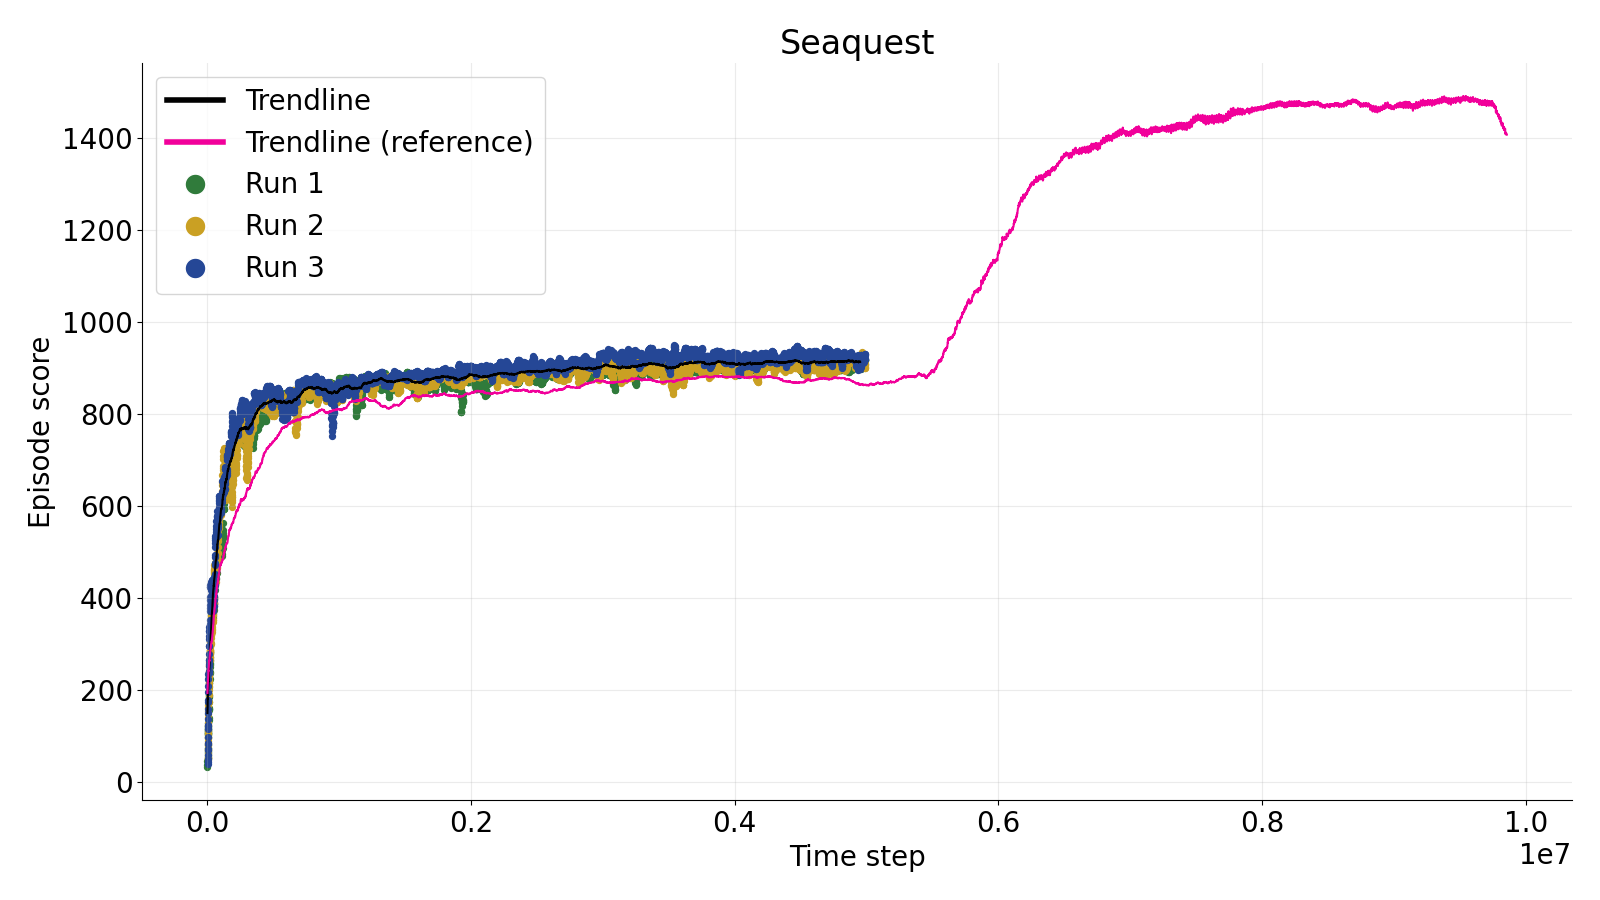 Seaquest
Trendline
Trendline (reference)
Run 1
Run 2
Run 3
Episode score
1400
1200
1000
800
600
400
200
0
0.0 0.2 0.4 0.6 0.8 1.0
1e7
Time step